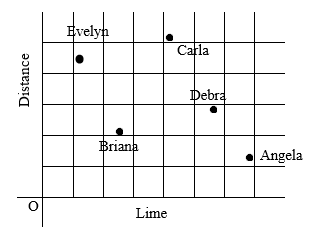 Evelyn
Carla
Distance
Debra
Briana
Angela
O
Lime